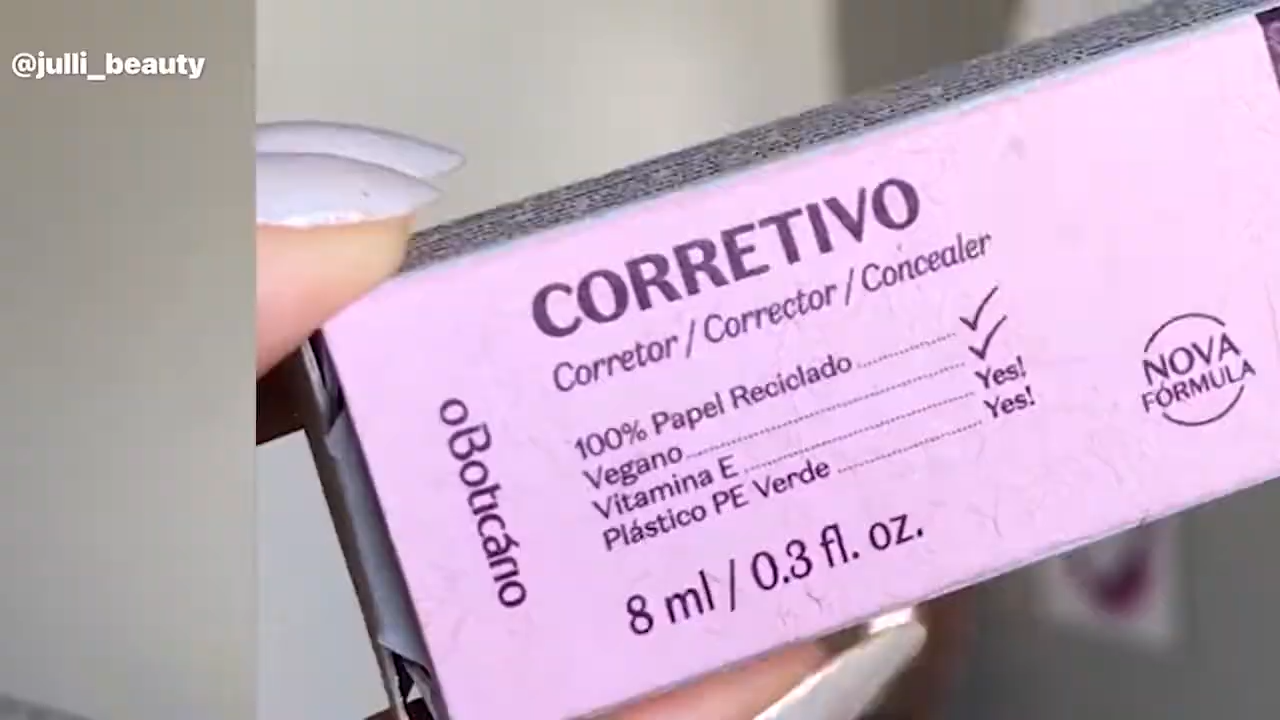 @julli_beauty
CORRETIVO
Corretor / Corrector / Concealer
100% Papel Reciclado ✓
Vegano ✓
Vitamina E Yes!
Plástico PE Verde Yes!
8 ml / 0.3 fl. oz.
oBoticário
NOVA
FÓRMULA